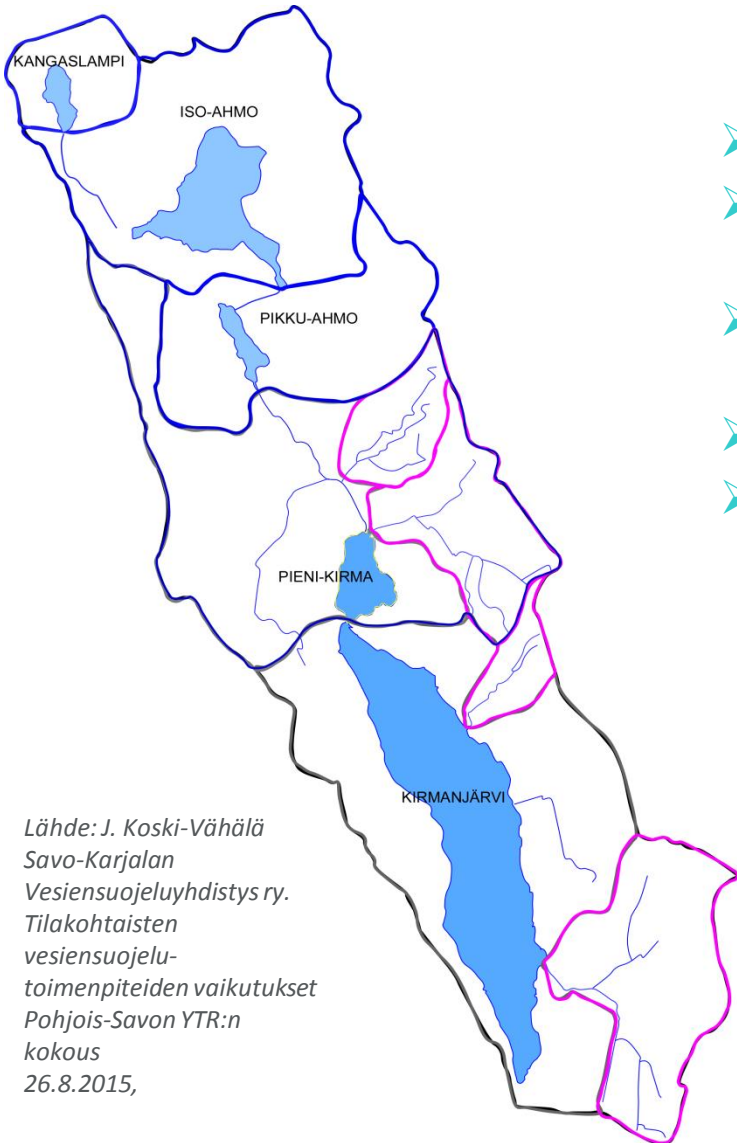 KANGASLAMPI
ISO-AHMO
PIKKU-AHMO
PIENI-KIRMA
KIRMANJÄRVI
Lähde: J. Koski-Vähälä
Savo-Karjalan
Vesiensuojeluyhdistys ry.
Tilakohtaisten
vesiensuojelu-
toimenpiteiden vaikutukset
Pohjois-Savon YTR:n
kokous
26.8.2015,